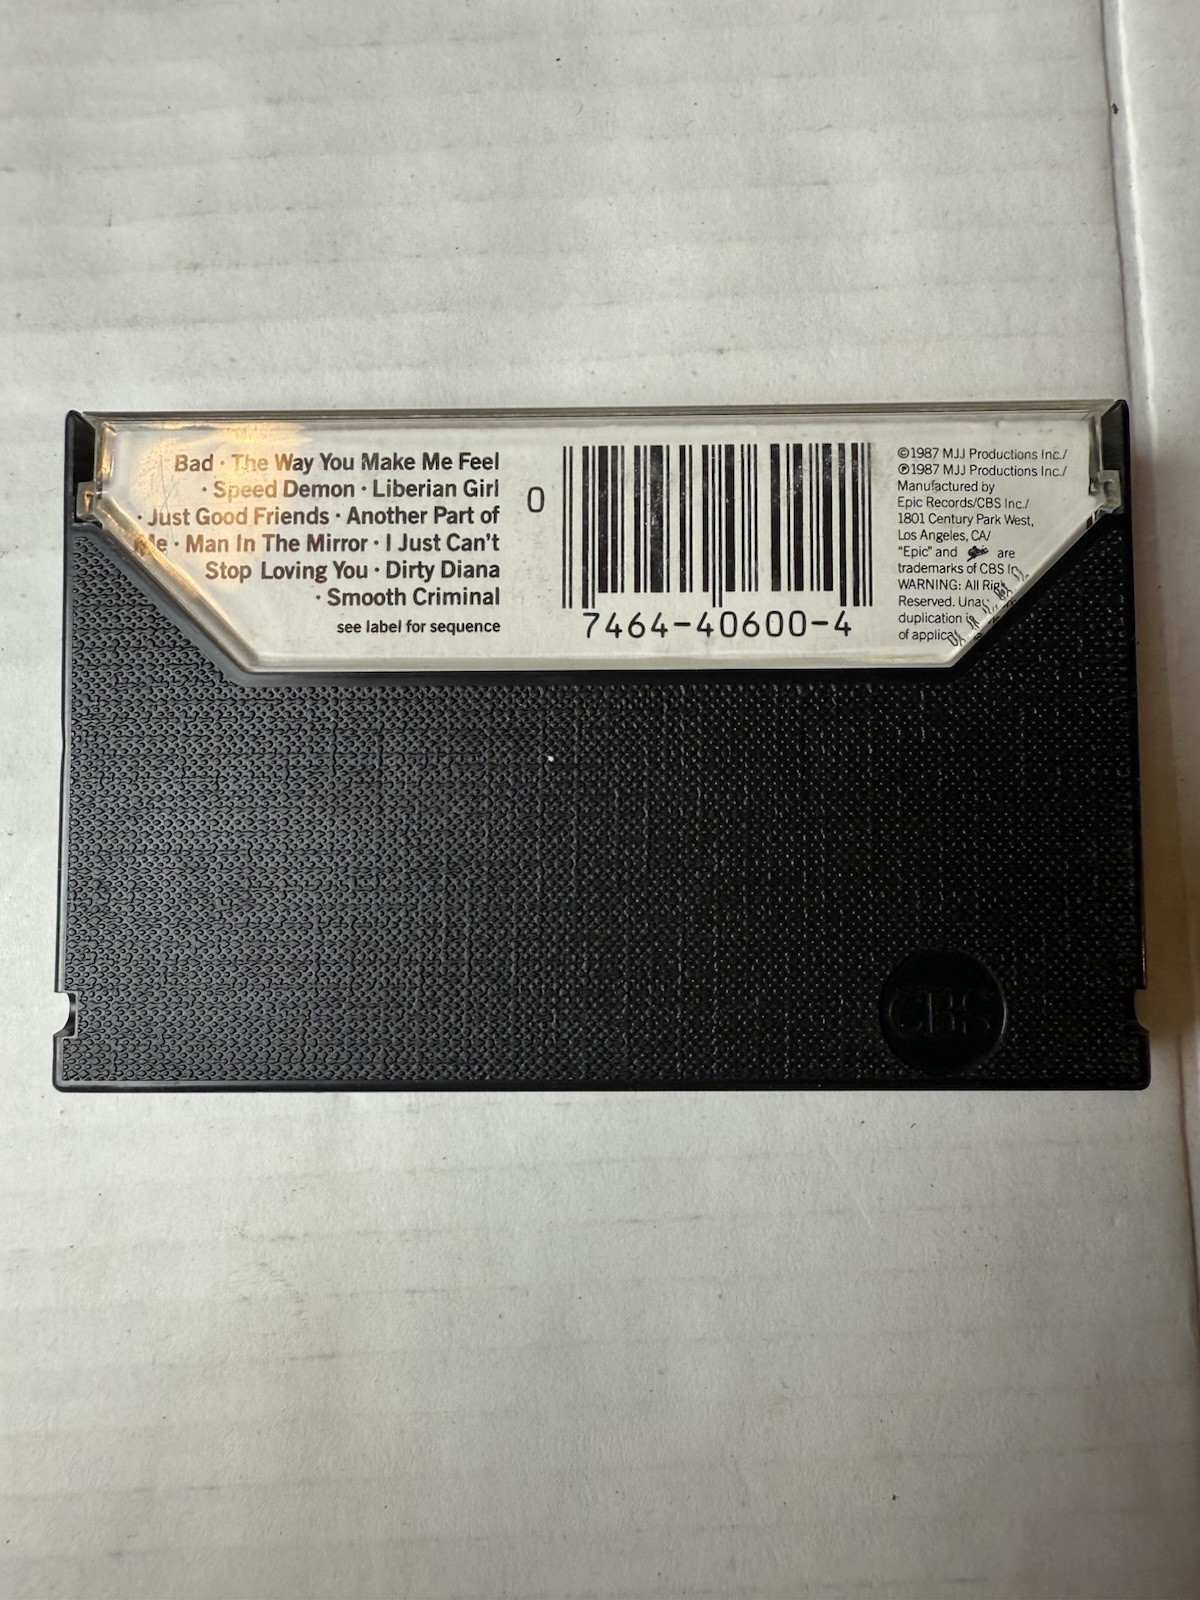 Bad · The Way You Make Me Feel
· Speed Demon · Liberian Girl
· Just Good Friends · Another Part of
Me · Man In The Mirror · I Just Can't
Stop Loving You · Dirty Diana
· Smooth Criminal
see label for sequence
0
7464-40600-4
©1987 MJJ Productions Inc./
℗1987 MJJ Productions Inc./
Manufactured by
Epic Records/CBS Inc./
1801 Century Park West,
Los Angeles, CA/
"Epic" and Epic are
trademarks of CBS
WARNING: All
Reserved.
duplication
of
CBS